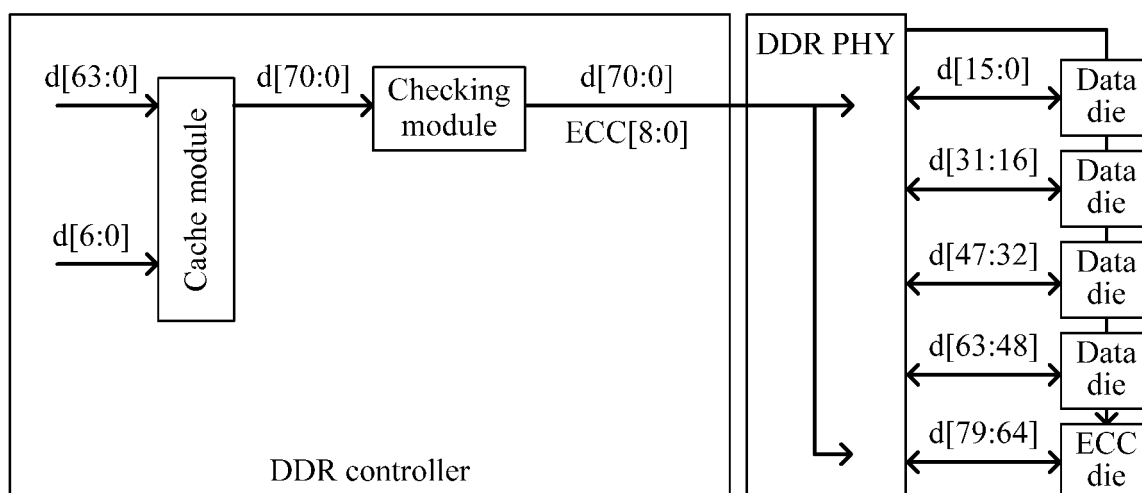 d[63:0]
d[6:0]
Cache module
d[70:0]
Checking
module
d[70:0]
ECC[8:0]
DDR controller
DDR PHY
d[15:0]
Data
die
d[31:16]
Data
die
d[47:32]
Data
die
d[63:48]
Data
die
d[79:64]
ECC
die